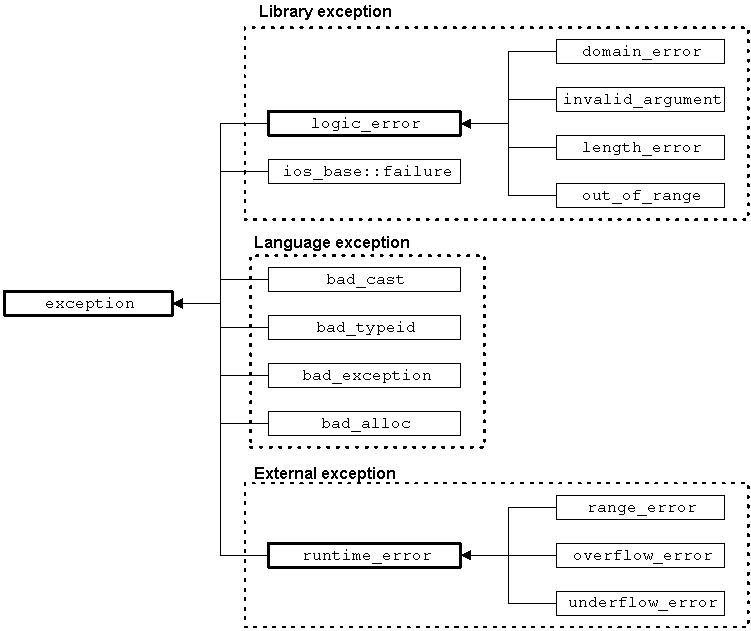 Library exception
domain_error
invalid_argument
logic_error
length_error
ios_base::failure
out_of_range
Language exception
bad_cast
exception
bad_typeid
bad_exception
bad_alloc
External exception
range_error
runtime_error
overflow_error
underflow_error